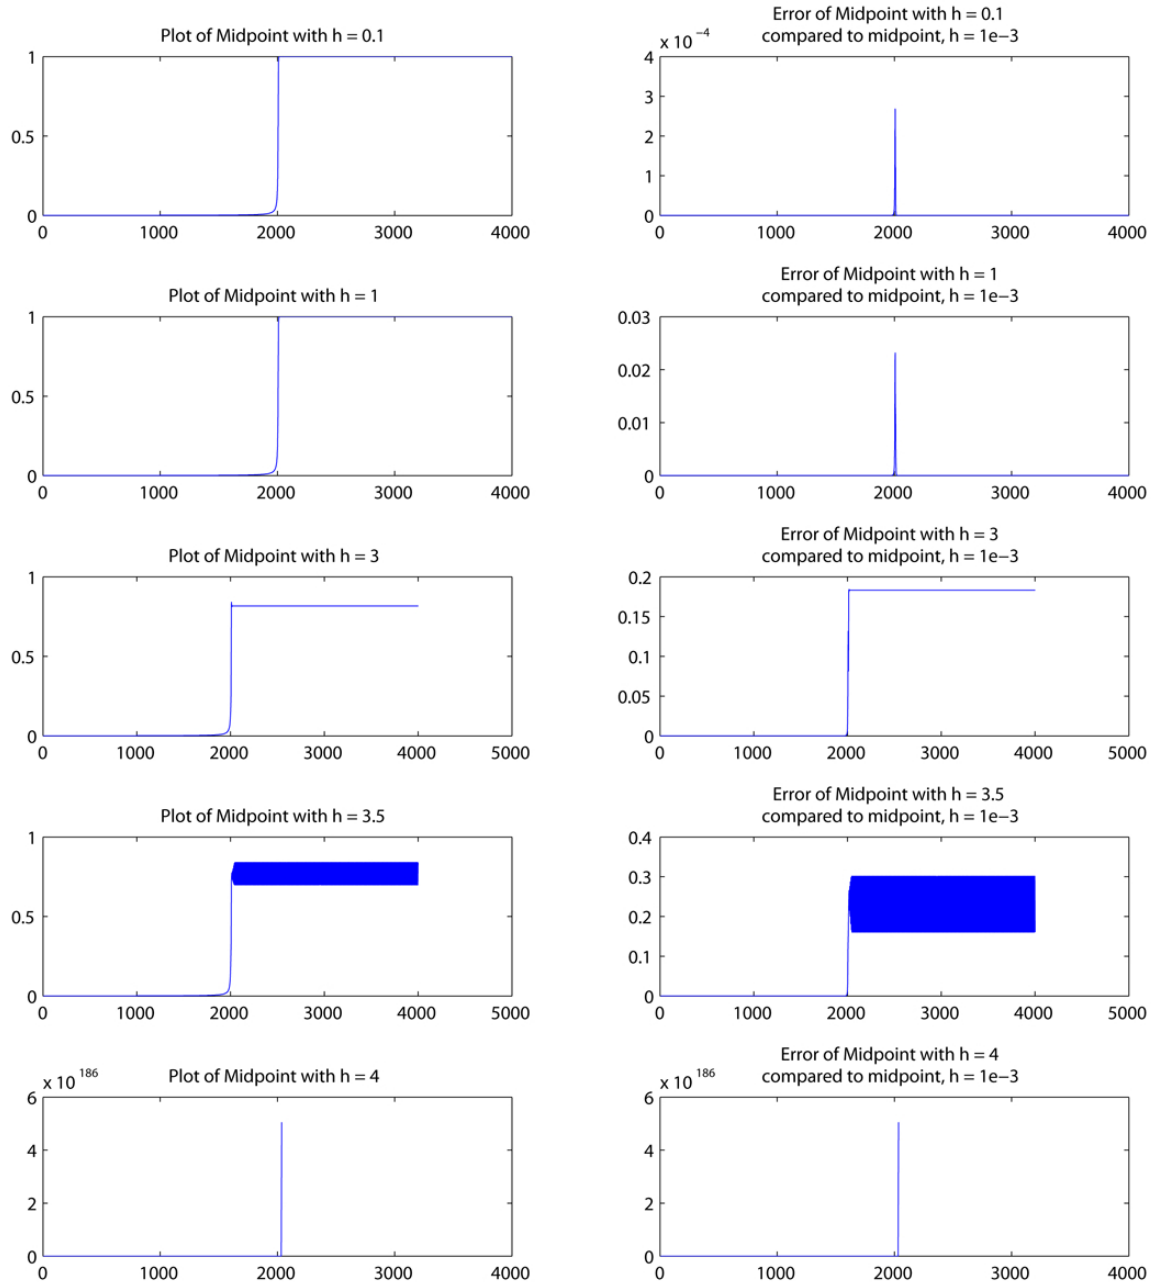 Plot of Midpoint with h = 0.1
1
0.5
0
0 1000 2000 3000 4000
Error of Midpoint with h = 0.1
compared to midpoint, h = 1e−3
x 10 −4
4
3
2
1
0
0 1000 2000 3000 4000
Plot of Midpoint with h = 1
1
0.5
0
0 1000 2000 3000 4000
Error of Midpoint with h = 1
compared to midpoint, h = 1e−3
0.03
0.02
0.01
0
0 1000 2000 3000 4000
Plot of Midpoint with h = 3
1
0.5
0
0 1000 2000 3000 4000 5000
Error of Midpoint with h = 3
compared to midpoint, h = 1e−3
0.2
0.15
0.1
0.05
0
0 1000 2000 3000 4000 5000
Plot of Midpoint with h = 3.5
1
0.5
0
0 1000 2000 3000 4000 5000
Error of Midpoint with h = 3.5
compared to midpoint, h = 1e−3
0.4
0.3
0.2
0.1
0
0 1000 2000 3000 4000 5000
Plot of Midpoint with h = 4
x 10 186
6
4
2
0
0 1000 2000 3000 4000
Error of Midpoint with h = 4
compared to midpoint, h = 1e−3
x 10 186
6
4
2
0
0 1000 2000 3000 4000